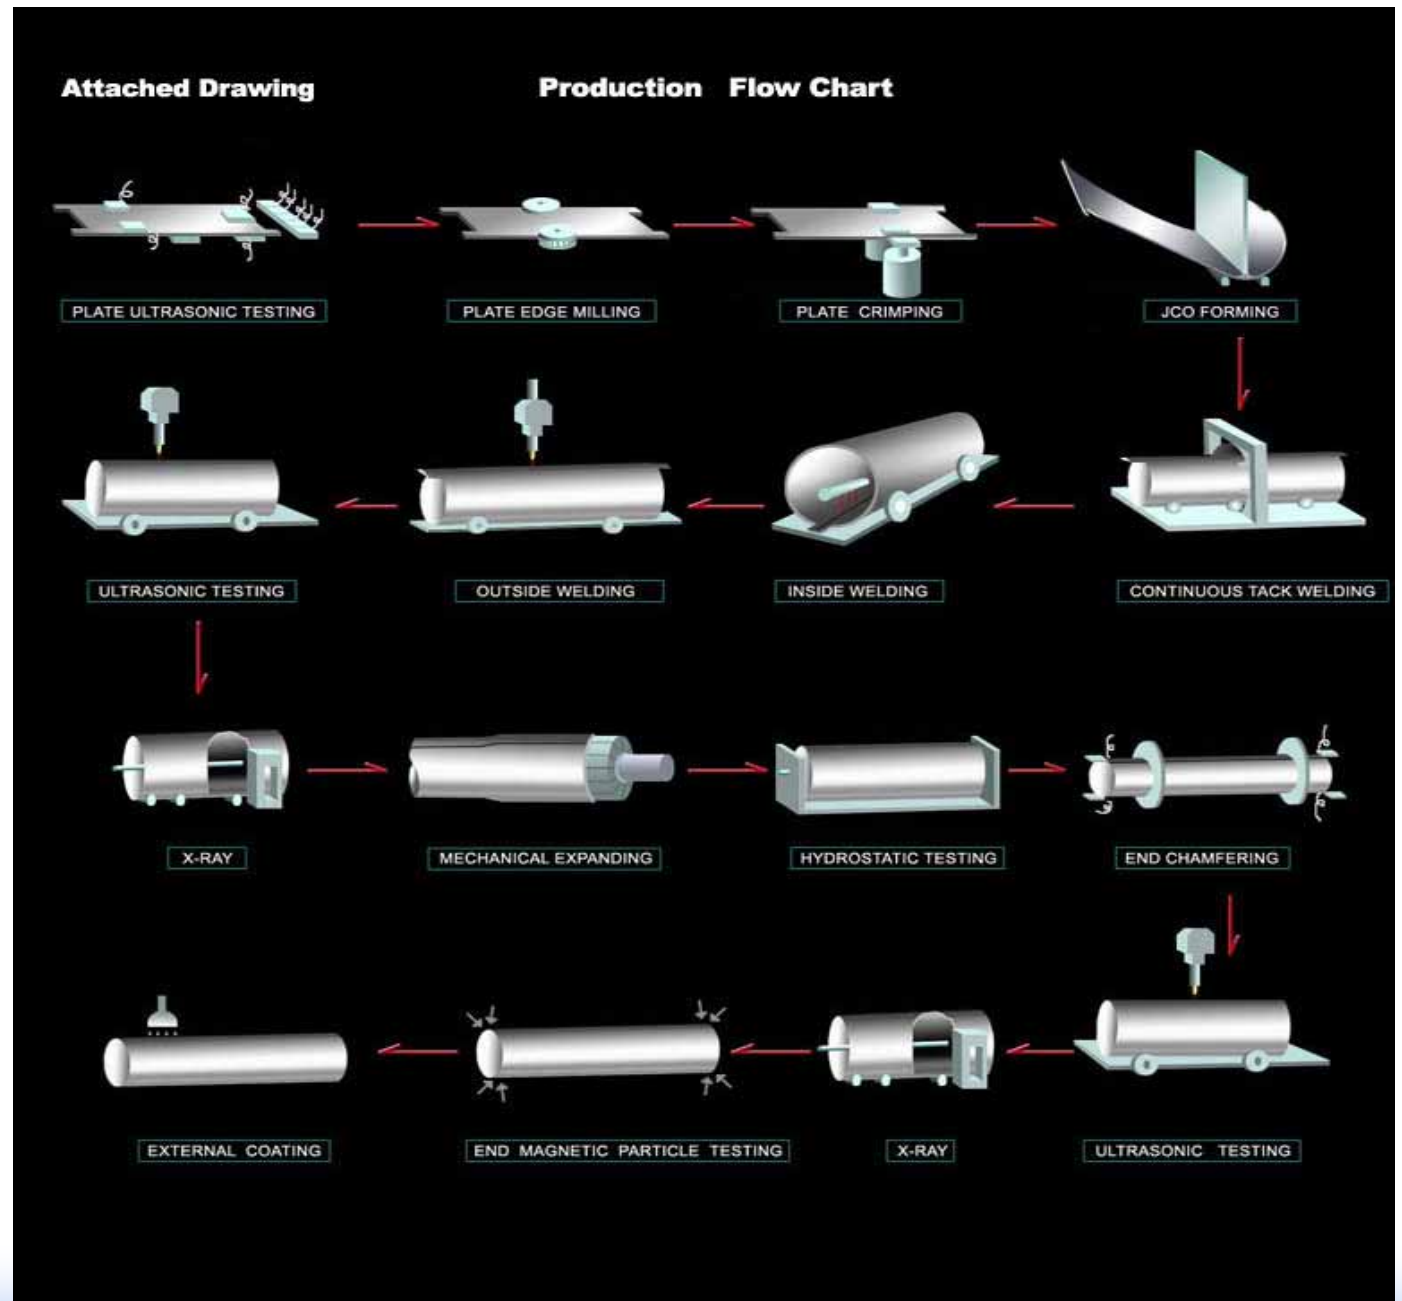 Attached Drawing
Production Flow Chart
PLATE ULTRASONIC TESTING
PLATE EDGE MILLING
PLATE CRIMPING
JCO FORMING
ULTRASONIC TESTING
OUTSIDE WELDING
INSIDE WELDING
CONTINUOUS TACK WELDING
X-RAY
MECHANICAL EXPANDING
HYDROSTATIC TESTING
END CHAMFERING
EXTERNAL COATING
END MAGNETIC PARTICLE TESTING
X-RAY
ULTRASONIC TESTING